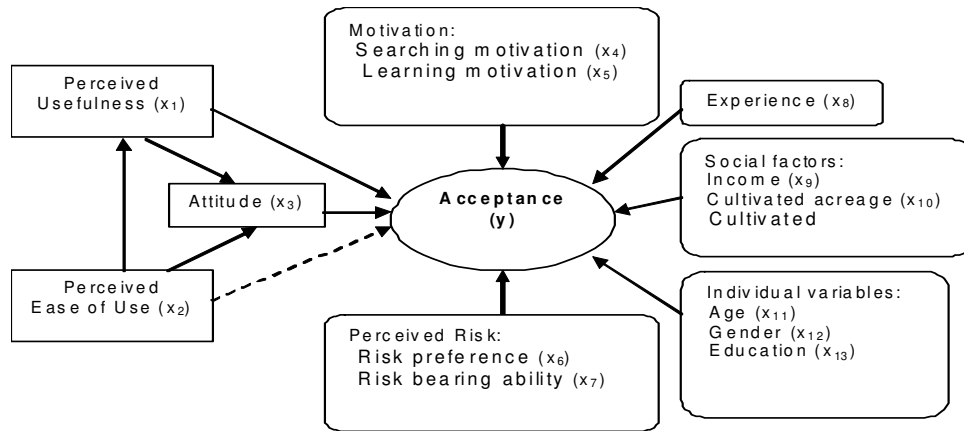 Perceived
Usefulness (x₁)
Attitude (x₃)
Perceived
Ease of Use (x₂)
Motivation:
Searching motivation (x₄)
Learning motivation (x₅)
Acceptance
(y)
Perceived Risk:
Risk preference (x₆)
Risk bearing ability (x₇)
Experience (x₈)
Social factors:
Income (x₉)
Cultivated acreage (x₁₀)
Cultivated
Individual variables:
Age (x₁₁)
Gender (x₁₂)
Education (x₁₃)